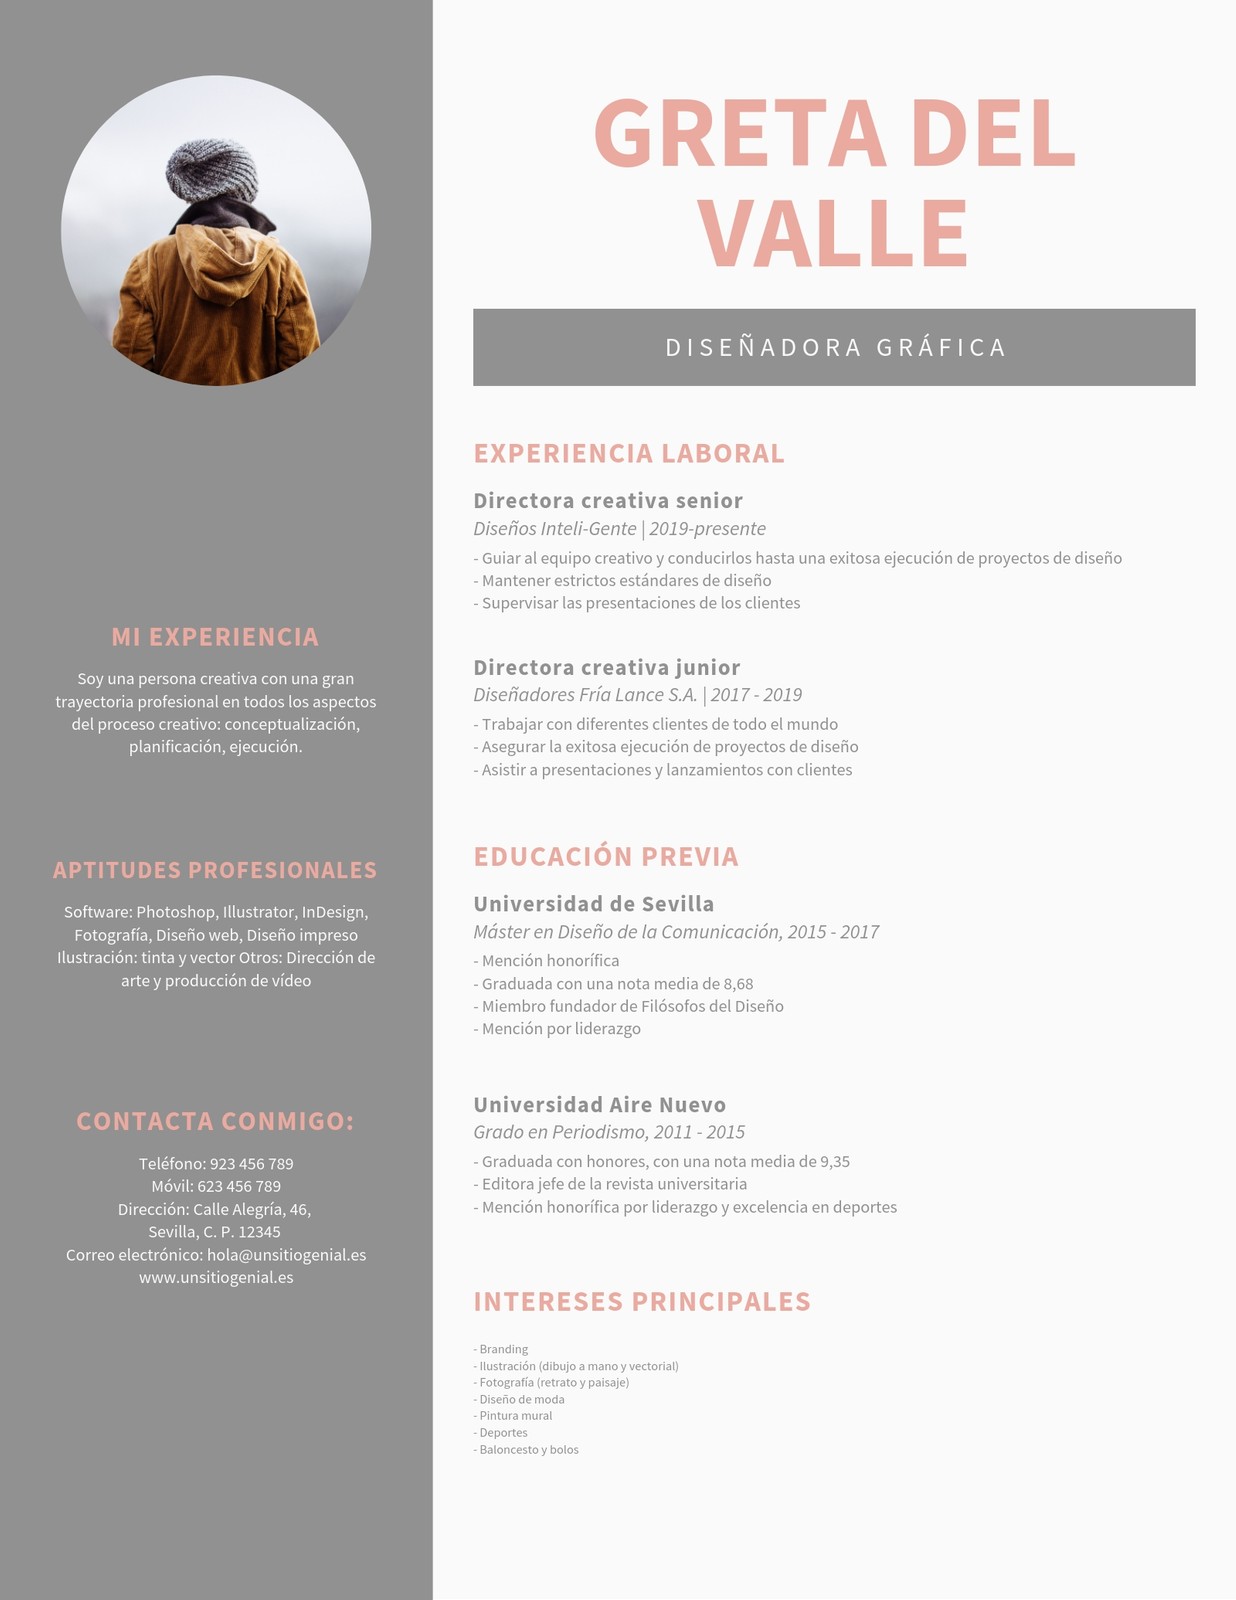 GRETA DEL
VALLE
DISEÑADORA GRÁFICA
MI EXPERIENCIA
Soy una persona creativa con una gran
trayectoria profesional en todos los aspectos
del proceso creativo: conceptualización,
planificación, ejecución.
APTITUDES PROFESIONALES
Software: Photoshop, Illustrator, InDesign,
Fotografía, Diseño web, Diseño impreso
Ilustración: tinta y vector Otros: Dirección de
arte y producción de vídeo
CONTACTA CONMIGO:
Teléfono: 923 456 789
Móvil: 623 456 789
Dirección: Calle Alegría, 46,
Sevilla, C. P. 12345
Correo electrónico: hola@unsitiogenial.es
www.unsitiogenial.es
EXPERIENCIA LABORAL
Directora creativa senior
Diseños Inteli-Gente | 2019-presente
- Guiar al equipo creativo y conducirlos hasta una exitosa ejecución de proyectos de diseño
- Mantener estrictos estándares de diseño
- Supervisar las presentaciones de los clientes
Directora creativa junior
Diseñadores Fría Lance S.A. | 2017 - 2019
- Trabajar con diferentes clientes de todo el mundo
- Asegurar la exitosa ejecución de proyectos de diseño
- Asistir a presentaciones y lanzamientos con clientes
EDUCACIÓN PREVIA
Universidad de Sevilla
Máster en Diseño de la Comunicación, 2015 - 2017
- Mención honorífica
- Graduada con una nota media de 8,68
- Miembro fundador de Filósofos del Diseño
- Mención por liderazgo
Universidad Aire Nuevo
Grado en Periodismo, 2011 - 2015
- Graduada con honores, con una nota media de 9,35
- Editora jefe de la revista universitaria
- Mención honorífica por liderazgo y excelencia en deportes
INTERESES PRINCIPALES
- Branding
- Ilustración (dibujo a mano y vectorial)
- Fotografía (retrato y paisaje)
- Diseño de moda
- Pintura mural
- Deportes
- Baloncesto y bolos